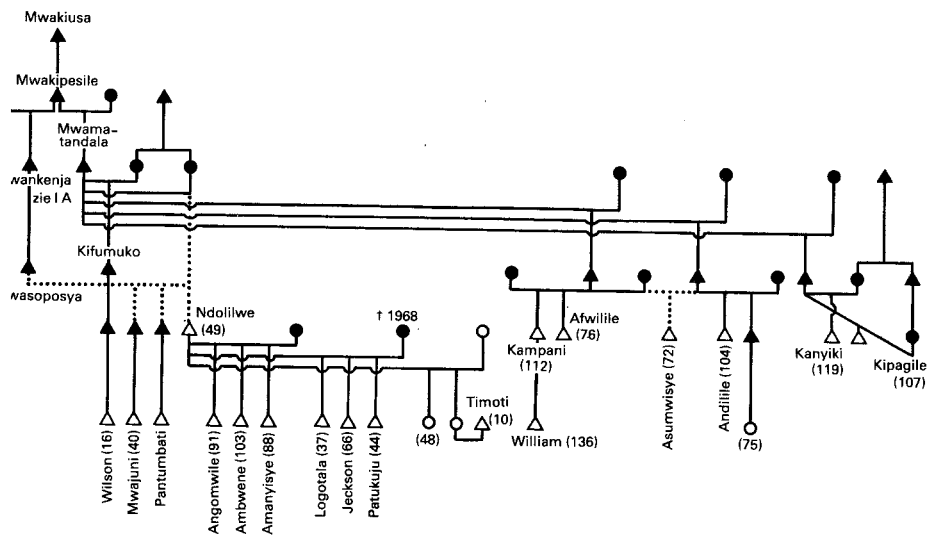 Mwakiusa
Mwakipesile
Mwama-
tandala
wankenja
zie I A
Kifumuko
wasoposya
Ndolilwe
(49)
† 1968
Afwilile
(76)
Kampani
(112)
Kanyiki
(119)
Kipagile
(107)
Timoti
(10)
(48)
William (136)
(75)
Wilson (16)
Mwajuni (40)
Pantumbati
Angomwile (91)
Ambwene (103)
Amanyisye (88)
Logotala (37)
Jeckson (66)
Patukuju (44)
Asumwisye (72)
Andilile (104)